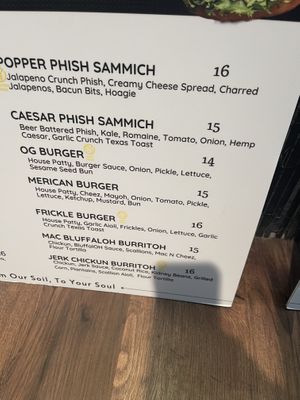 POPPER PHISH SAMMICH 16
Jalapeno Crunch Phish, Creamy Cheese Spread, Charred
Jalapenos, Bacun Bits, Hoagie
CAESAR PHISH SAMMICH 15
Beer Battered Phish, Kale, Romaine, Tomato, Onion, Hemp
Caesar, Garlic Crunch Texas Toast
OG BURGER 14
House Patty, Burger Sauce, Onion, Pickle, Lettuce,
Sesame Seed Bun
MERICAN BURGER 15
House Patty, Cheez, Mayoh, Onion, Tomato, Pickle,
Lettuce, Ketchup, Mustard, Bun
FRICKLE BURGER 16
House Patty, Garlic Aioli, Frickles, Onion, Lettuce, Garlic
Crunch Texas Toast
MAC BLUFFALOH BURRITOH 15
Chickun, BluffaloH Sauce, Scallions, Mac N Cheez,
Flour Tortilla
JERK CHICKUN BURRITOH 16
Chickun, Jerk Sauce, Coconut Rice, Kidney Beans, Grilled
Corn, Plantains, Scallion Aioli, Flour Tortilla
Our Soil, To Your Soul